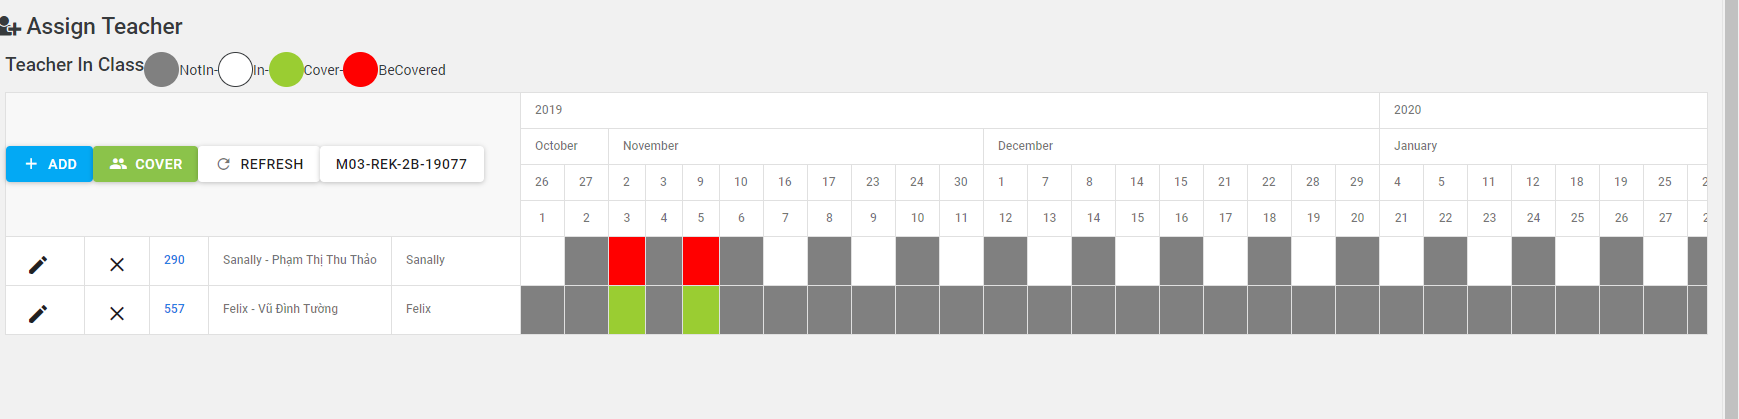 Assign Teacher
Teacher In Class NotIn- In- Cover- BeCovered
2019 2020
October November December January
ADD COVER REFRESH M03-REK-2B-19077
26 27 2 3 9 10 16 17 23 24 30 1 7 8 14 15 21 22 28 29 4 5 11 12 18 19 25
1 2 3 4 5 6 7 8 9 10 11 12 13 14 15 16 17 18 19 20 21 22 23 24 25 26 27
290 Sanally - Phạm Thị Thu Thảo Sanally
557 Felix - Vũ Đình Tường Felix